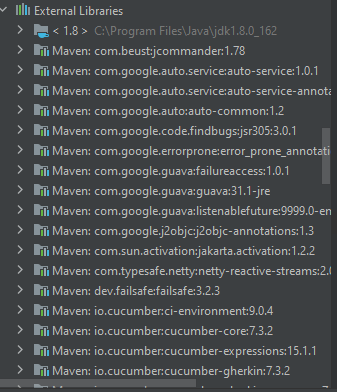 External Libraries
< 1.8 > C:\Program Files\Java\jdk1.8.0_162
Maven: com.beust:jcommander:1.78
Maven: com.google.auto.service:auto-service:1.0.1
Maven: com.google.auto.service:auto-service-annota
Maven: com.google.auto:auto-common:1.2
Maven: com.google.code.findbugs:jsr305:3.0.1
Maven: com.google.errorprone:error_prone_annotati
Maven: com.google.guava:failureaccess:1.0.1
Maven: com.google.guava:guava:31.1-jre
Maven: com.google.guava:listenablefuture:9999.0-en
Maven: com.google.j2objc:j2objc-annotations:1.3
Maven: com.sun.activation:jakarta.activation:1.2.2
Maven: com.typesafe.netty:netty-reactive-streams:2.0
Maven: dev.failsafe:failsafe:3.2.3
Maven: io.cucumber:ci-environment:9.0.4
Maven: io.cucumber:cucumber-core:7.3.2
Maven: io.cucumber:cucumber-expressions:15.1.1
Maven: io.cucumber:cucumber-gherkin:7.3.2